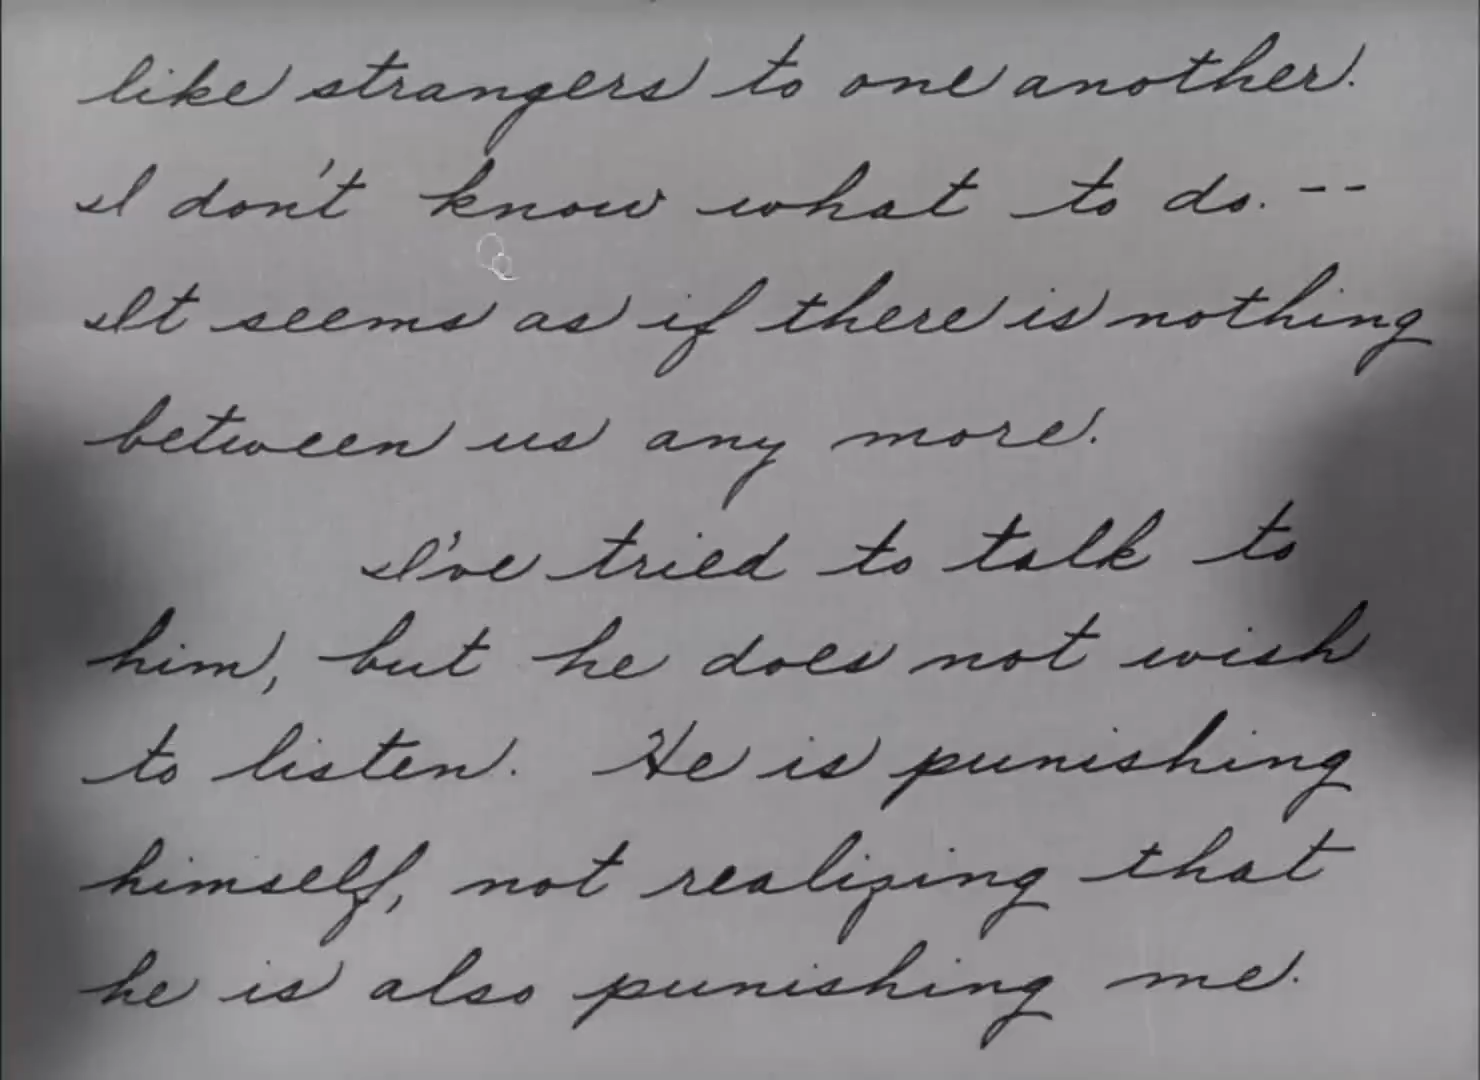 like strangers to one another.
I don't know what to do. --
It seems as if there is nothing
between us any more.
I've tried to talk to
him, but he does not wish
to listen. He is punishing
himself, not realizing that
he is also punishing me.